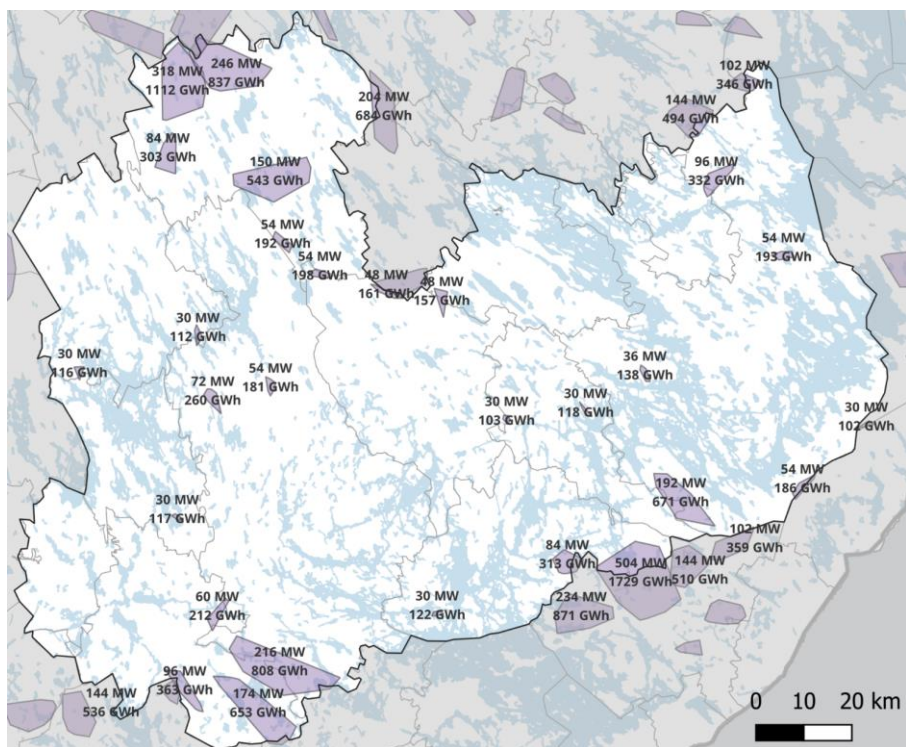 102 MW
346 GWh
246 MW
837 GWh
318 MW
1112 GWh
204 MW
684 GWh
144 MW
494 GWh
84 MW
303 GWh
150 MW
543 GWh
96 MW
332 GWh
54 MW
192 GWh
54 MW
193 GWh
54 MW
198 GWh
48 MW
161 GWh
48 MW
157 GWh
30 MW
112 GWh
30 MW
116 GWh
36 MW
138 GWh
54 MW
181 GWh
72 MW
260 GWh
30 MW
103 GWh
30 MW
118 GWh
30 MW
102 GWh
54 MW
186 GWh
192 MW
671 GWh
30 MW
117 GWh
102 MW
359 GWh
84 MW
313 GWh
504 MW
1729 GWh
144 MW
510 GWh
60 MW
212 GWh
30 MW
122 GWh
234 MW
871 GWh
216 MW
808 GWh
96 MW
363 GWh
144 MW
536 GWh
174 MW
653 GWh
0 10 20 km